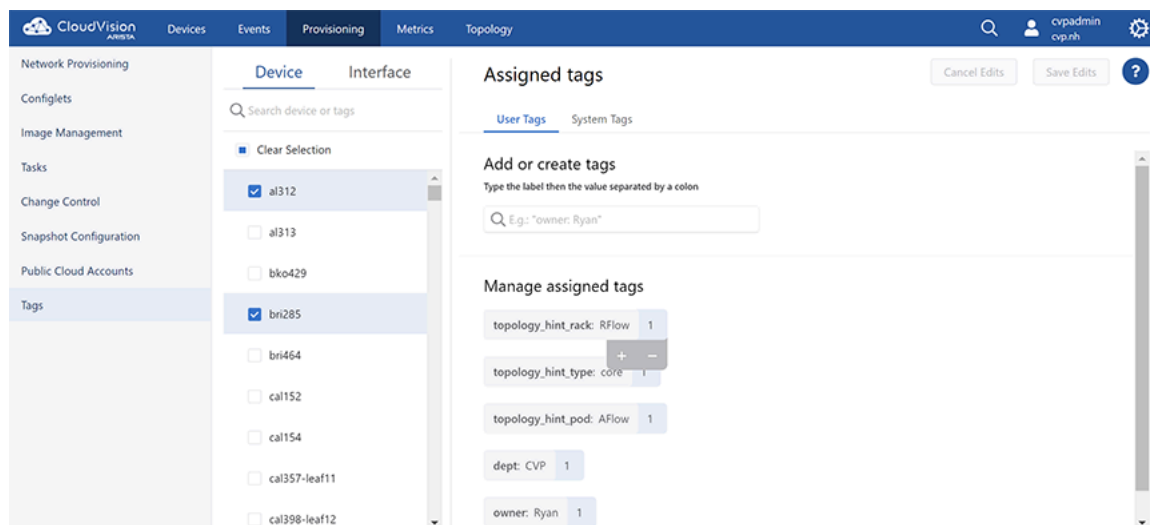 CloudVision
ARISTA
Devices
Events
Provisioning
Metrics
Topology
cvpadmin
cvp.nh
Network Provisioning
Configlets
Image Management
Tasks
Change Control
Snapshot Configuration
Public Cloud Accounts
Tags
Device
Interface
Search device or tags
Clear Selection
al312
al313
bko429
bri285
bri464
cal152
cal154
cal357-leaf11
cal398-leaf12
Assigned tags
Cancel Edits
Save Edits
?
User Tags
System Tags
Add or create tags
Type the label then the value separated by a colon
E.g.: "owner: Ryan"
Manage assigned tags
topology_hint_rack: RFlow 1
+ −
topology_hint_type: core 1
topology_hint_pod: AFlow 1
dept: CVP 1
owner: Ryan 1